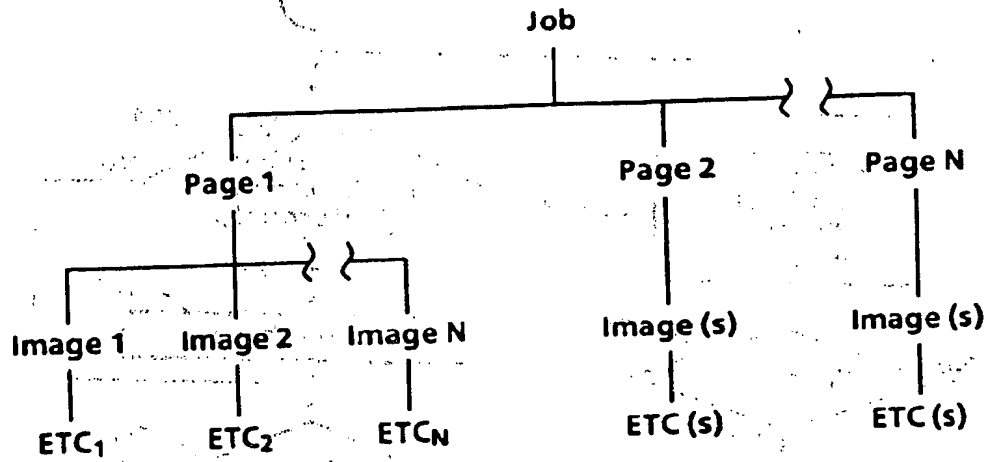 Job
Page 1
Page 2
Page N
Image 1
Image 2
Image N
Image (s)
Image (s)
ETC1
ETC2
ETCN
ETC (s)
ETC (s)